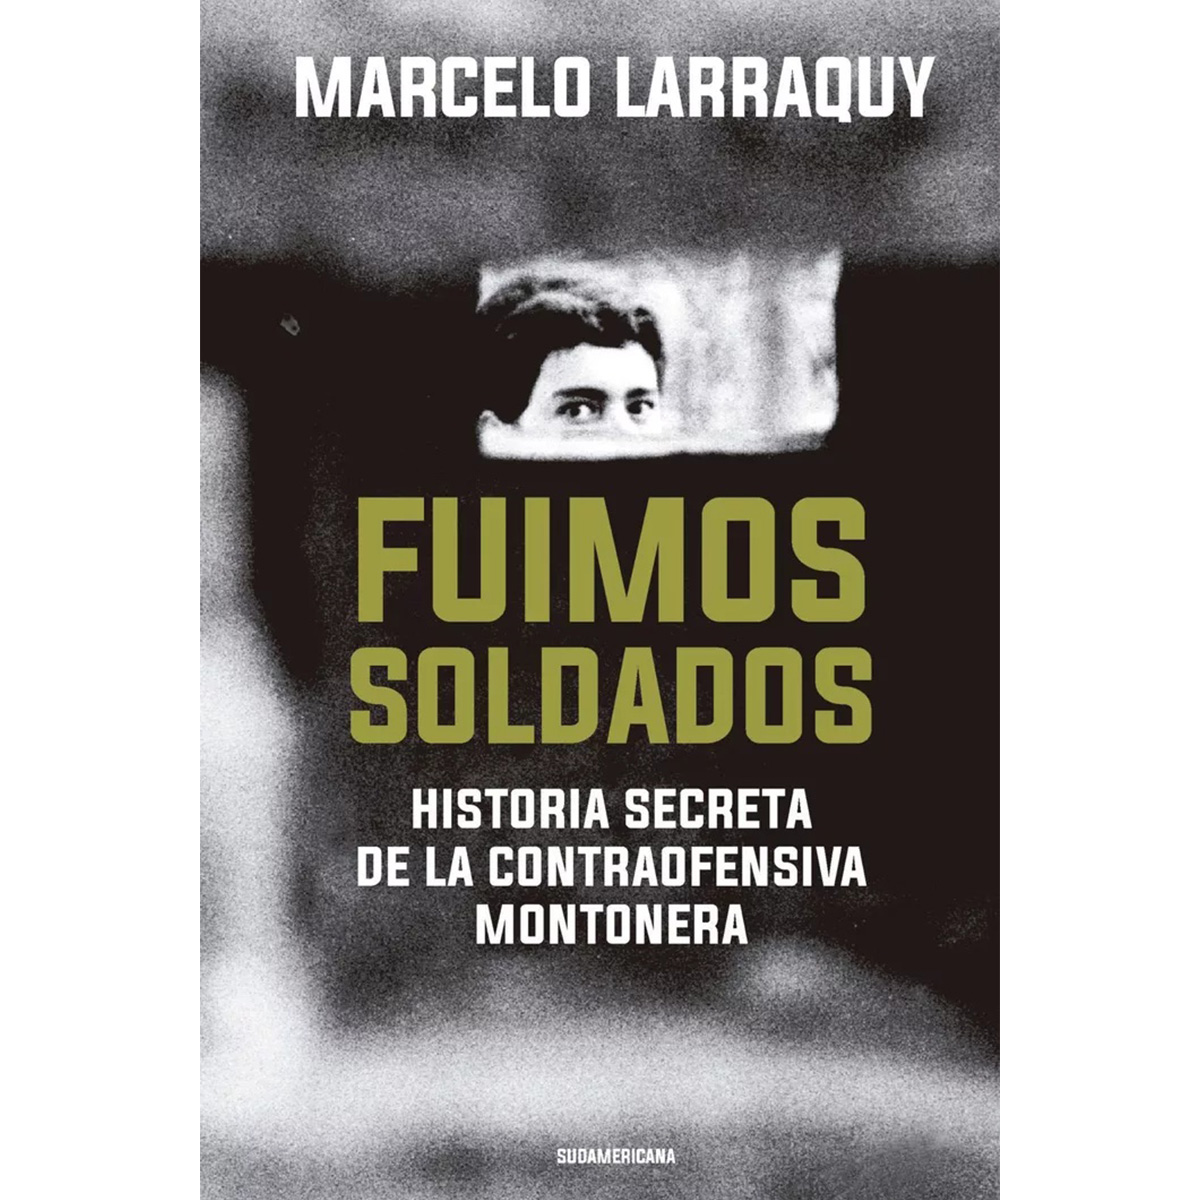 MARCELO LARRAQUY
FUIMOS
SOLDADOS
HISTORIA SECRETA
DE LA CONTRAOFENSIVA
MONTONERA
SUDAMERICANA